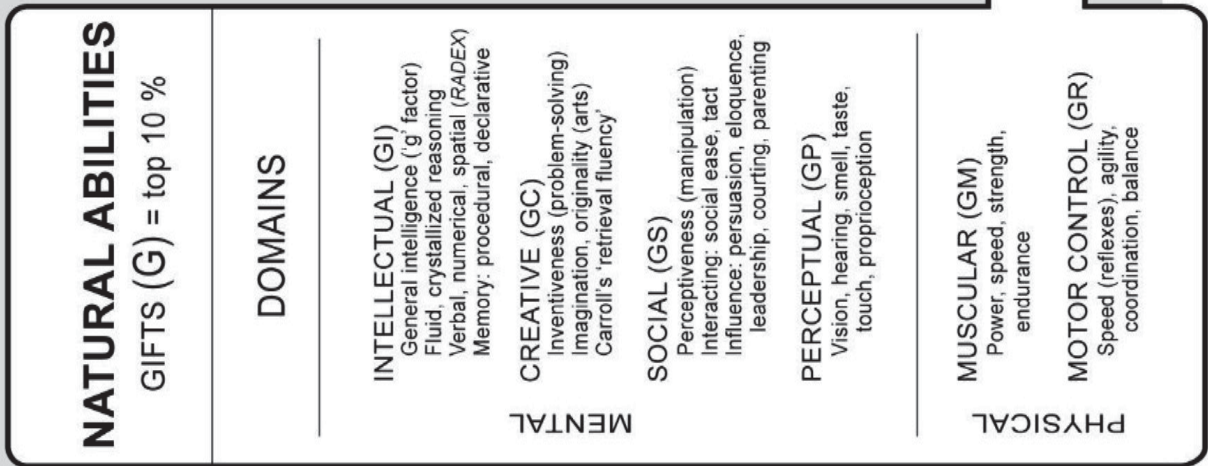 NATURAL ABILITIES
GIFTS (G) = top 10 %
DOMAINS
MENTAL
INTELLECTUAL (GI)
General intelligence ('g' factor)
Fluid, crystallized reasoning
Verbal, numerical, spatial (RADEX)
Memory: procedural, declarative
CREATIVE (GC)
Inventiveness (problem-solving)
Imagination, originality (arts)
Carroll's 'retrieval fluency'
SOCIAL (GS)
Perceptiveness (manipulation)
Interacting: social ease, tact
Influence: persuasion, eloquence,
leadership, courting, parenting
PERCEPTUAL (GP)
Vision, hearing, smell, taste,
touch, proprioception
PHYSICAL
MUSCULAR (GM)
Power, speed, strength,
endurance
MOTOR CONTROL (GR)
Speed (reflexes), agility,
coordination, balance